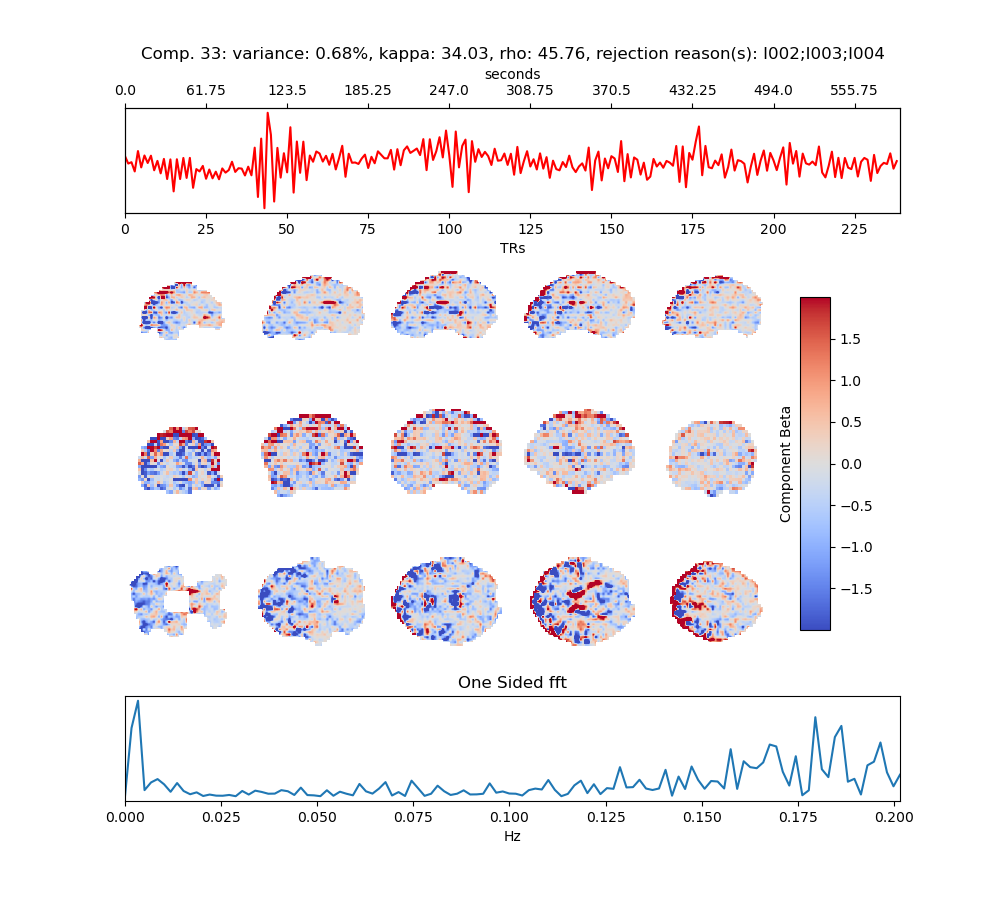 Comp. 33: variance: 0.68%, kappa: 34.03, rho: 45.76, rejection reason(s): I002;I003;I004
seconds
0.0 61.75 123.5 185.25 247.0 308.75 370.5 432.25 494.0 555.75
0 25 50 75 100 125 150 175 200 225
TRs
1.5
1.0
0.5
0.0
−0.5
−1.0
−1.5
Component Beta
One Sided fft
0.000 0.025 0.050 0.075 0.100 0.125 0.150 0.175 0.200
Hz